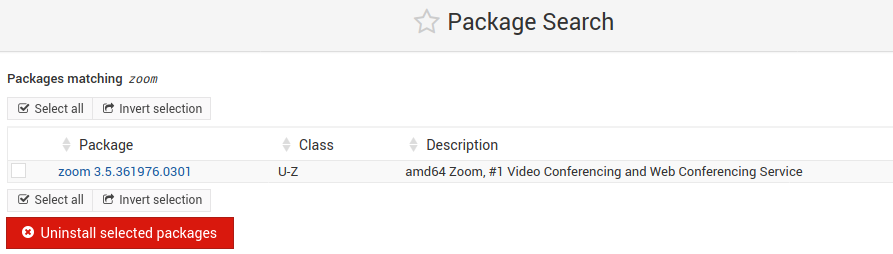 Package Search
Packages matching zoom
Select all Invert selection
Package Class Description
zoom 3.5.361976.0301 U-Z amd64 Zoom, #1 Video Conferencing and Web Conferencing Service
Select all Invert selection
Uninstall selected packages